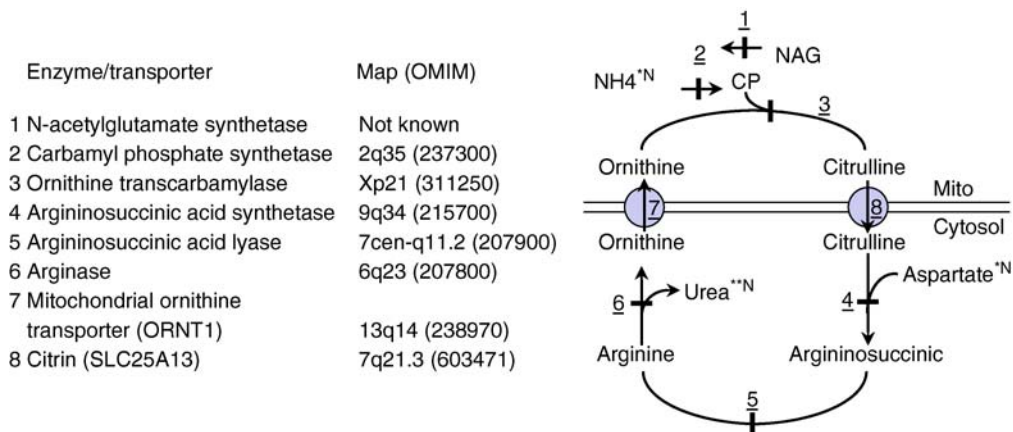 Enzyme/transporter Map (OMIM)
1 N-acetylglutamate synthetase Not known
2 Carbamyl phosphate synthetase 2q35 (237300)
3 Ornithine transcarbamylase Xp21 (311250)
4 Argininosuccinic acid synthetase 9q34 (215700)
5 Argininosuccinic acid lyase 7cen-q11.2 (207900)
6 Arginase 6q23 (207800)
7 Mitochondrial ornithine
transporter (ORNT1) 13q14 (238970)
8 Citrin (SLC25A13) 7q21.3 (603471)
1
2 NAG
NH4*N CP
3
Ornithine Citrulline
Mito
7 8
Cytosol
Ornithine Citrulline
Aspartate*N
Urea**N
6 4
Arginine Argininosuccinic
5